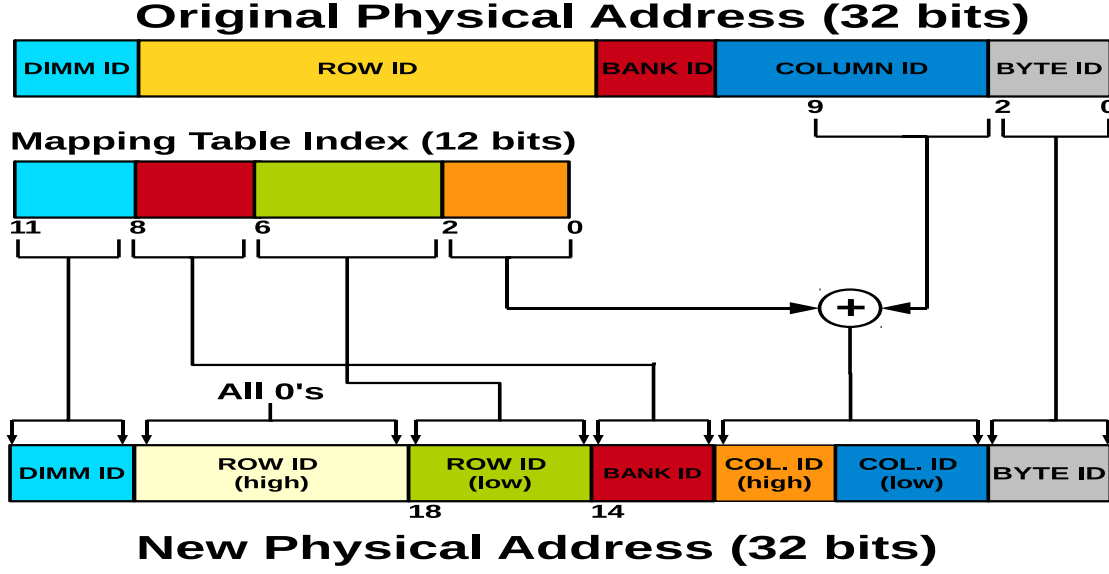 Original Physical Address (32 bits)
DIMM ID ROW ID BANK ID COLUMN ID BYTE ID
9 2 0
Mapping Table Index (12 bits)
11 8 6 2 0
+
All 0's
DIMM ID ROW ID (high) ROW ID (low) BANK ID COL. ID (high) COL. ID (low) BYTE ID
18 14
New Physical Address (32 bits)